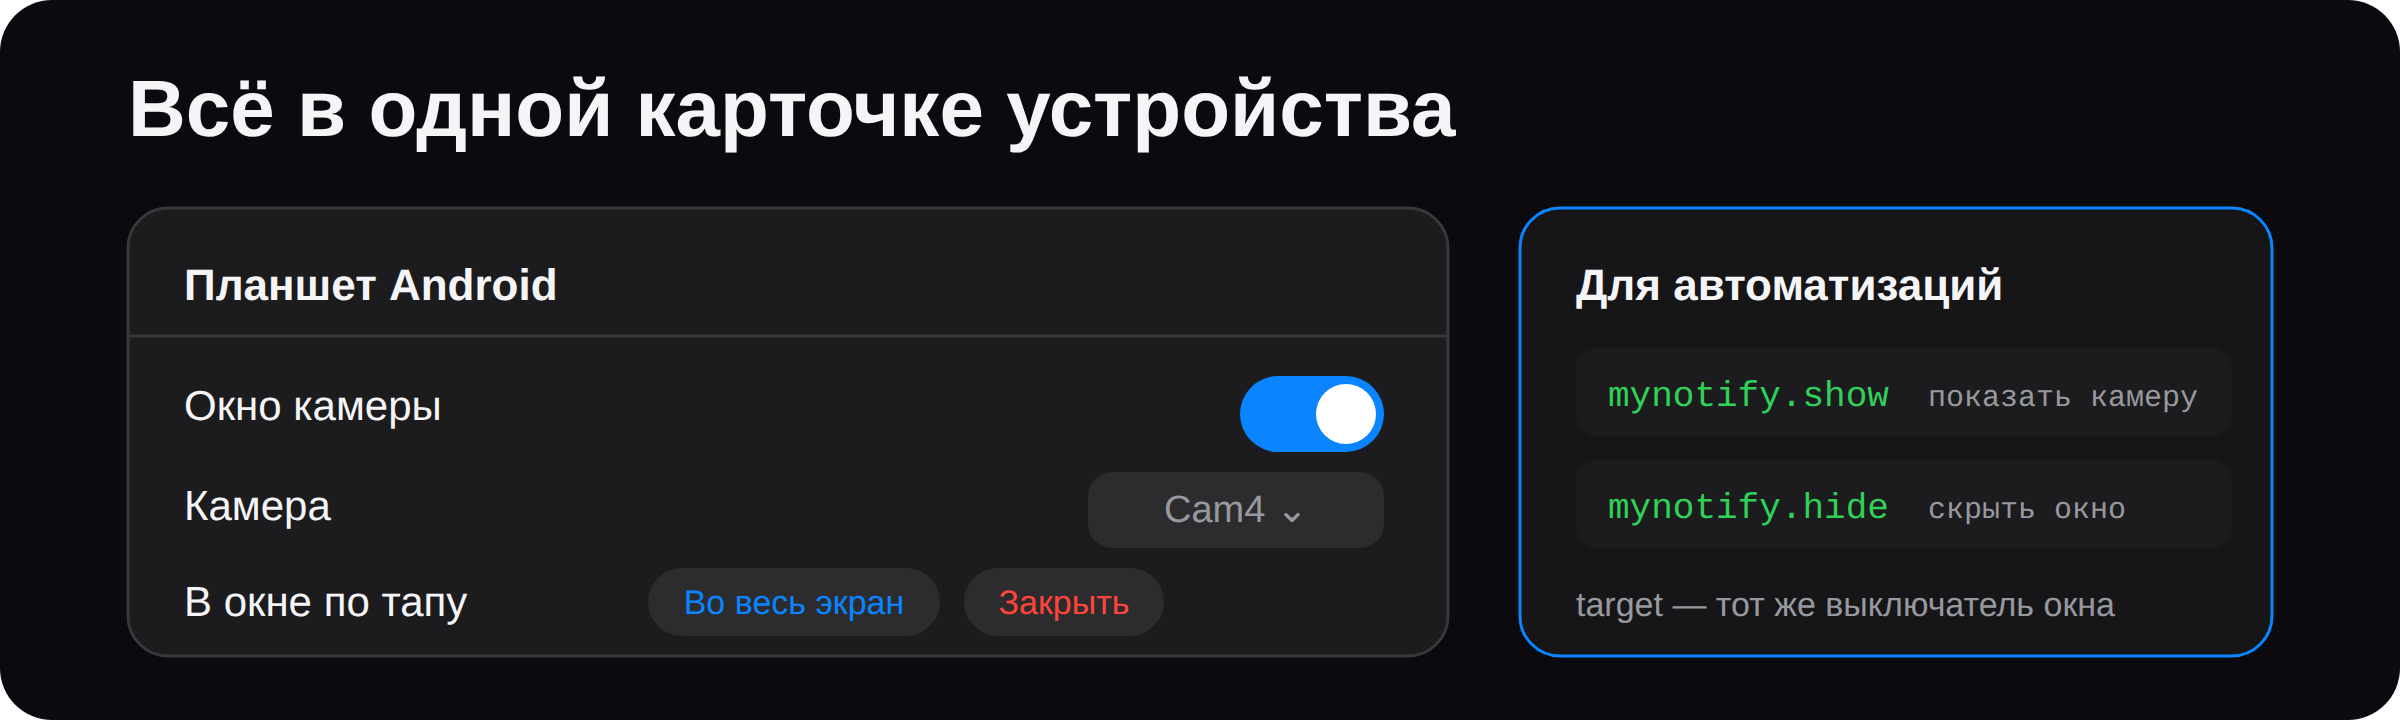 Всё в одной карточке устройства
Планшет Android
Окно камеры
Камера
Cam4
В окне по тапу
Во весь экран
Закрыть
Для автоматизаций
mynotify.show показать камеру
mynotify.hide скрыть окно
target — тот же выключатель окна